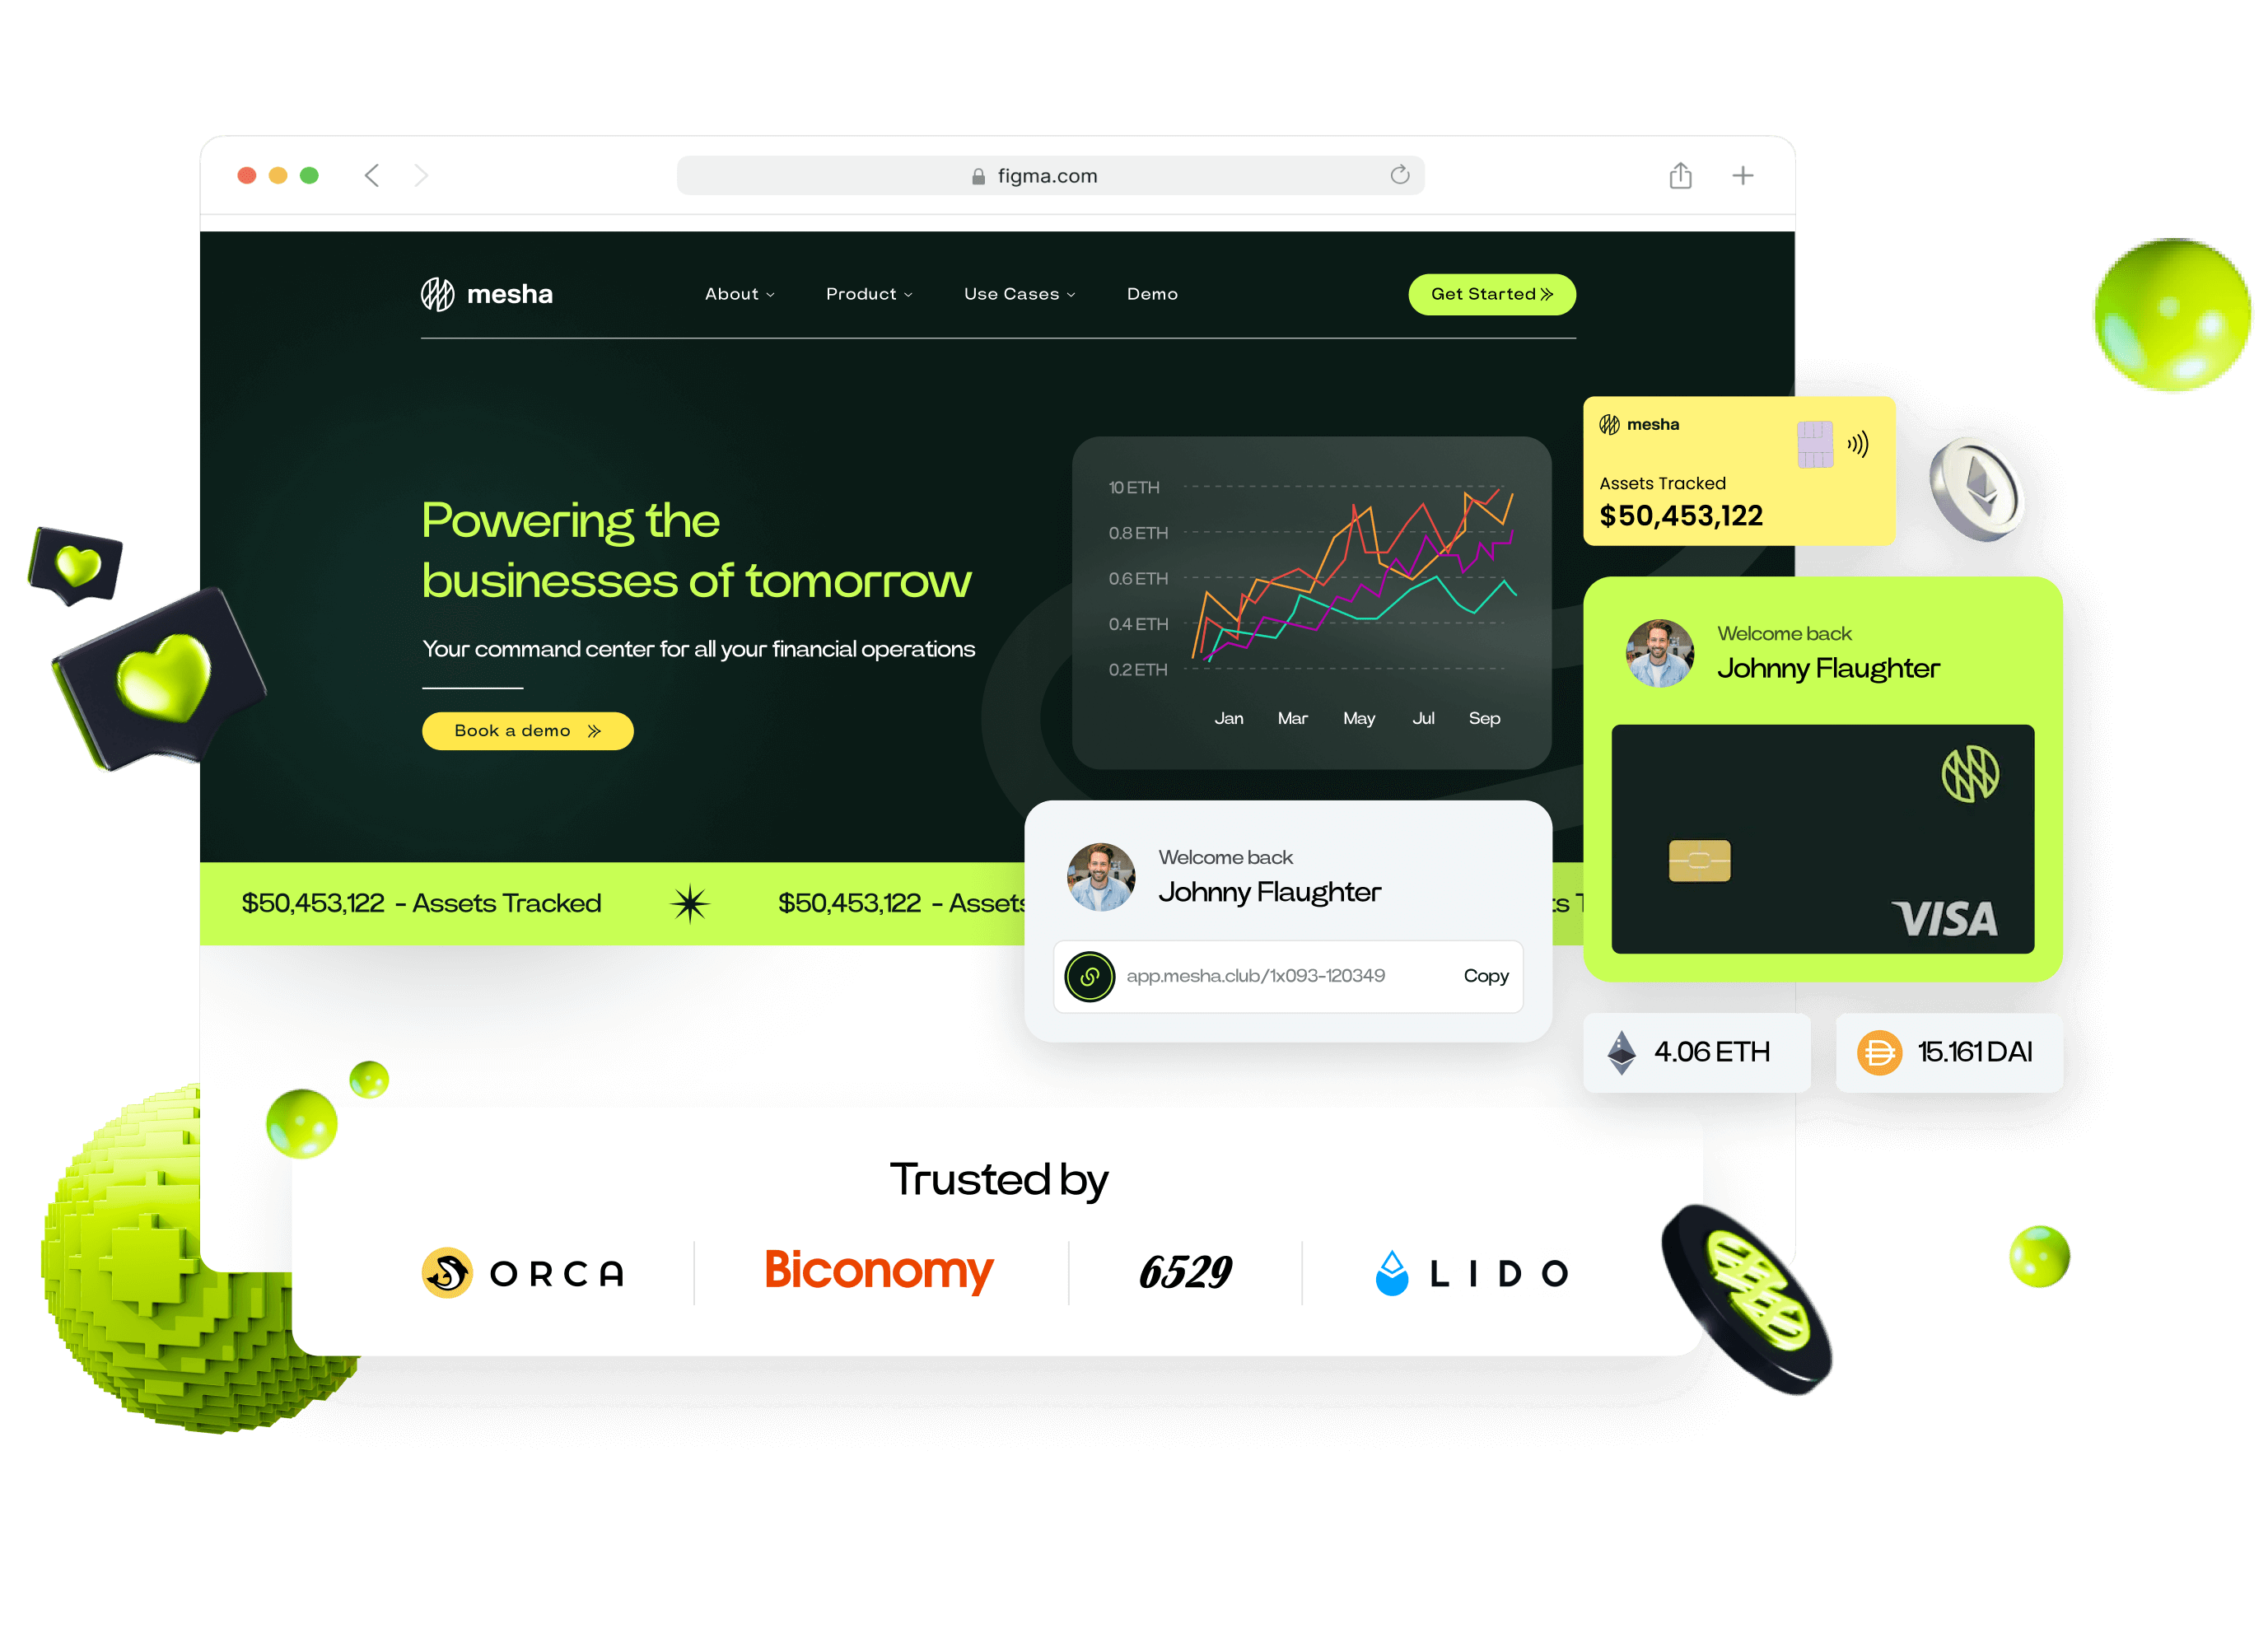 figma.com
mesha
About
Product
Use Cases
Demo
Get Started
Powering the
businesses of tomorrow
Your command center for all your financial operations
Book a demo
10 ETH
0.8 ETH
0.6 ETH
0.4 ETH
0.2 ETH
Jan Mar May Jul Sep
mesha
Assets Tracked
$50,453,122
Welcome back
Johnny Flaughter
VISA
$50,453,122 - Assets Tracked
$50,453,122 - Assets
Welcome back
Johnny Flaughter
app.mesha.club/1x093-120349
Copy
4.06 ETH
15.161 DAI
Trusted by
ORCA
Biconomy
6529
LIDO